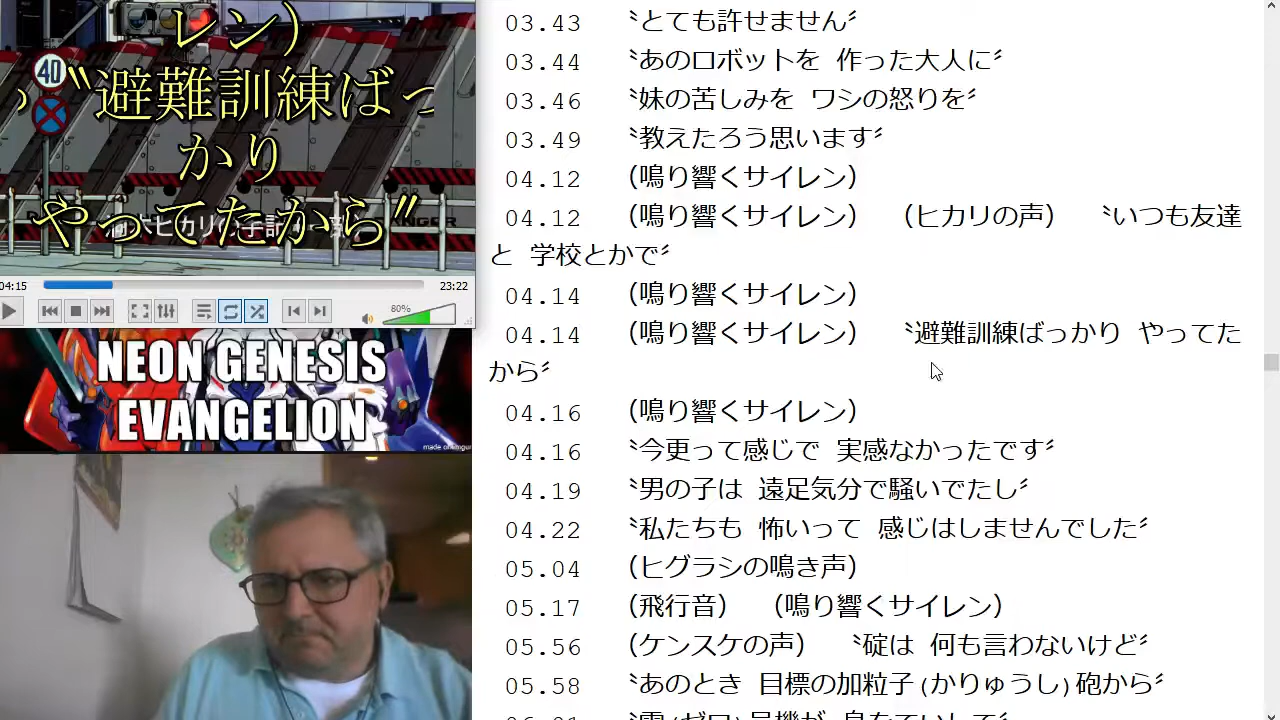 レン）
40
〝避難訓練ばっ
かり
やってたから〟
04:15
23:22
80%
NEON GENESIS
EVANGELION
03.43 〝とても許せません〟
03.44 〝あのロボットを 作った大人に〟
03.46 〝妹の苦しみを ワシの怒りを〟
03.49 〝教えたろう思います〟
04.12 （鳴り響くサイレン）
04.12 （鳴り響くサイレン） （ヒカリの声） 〝いつも友達
と 学校とかで〟
04.14 （鳴り響くサイレン）
04.14 （鳴り響くサイレン） 〝避難訓練ばっかり やってた
から〟
04.16 （鳴り響くサイレン）
04.16 〝今更って感じで 実感なかったです〟
04.19 〝男の子は 遠足気分で騒いでたし〟
04.22 〝私たちも 怖いって 感じはしませんでした〟
05.04 （ヒグラシの鳴き声）
05.17 （飛行音） （鳴り響くサイレン）
05.56 （ケンスケの声） 〝碇は 何も言わないけど〟
05.58 〝あのとき 目標の加粒子(かりゅうし)砲から〟